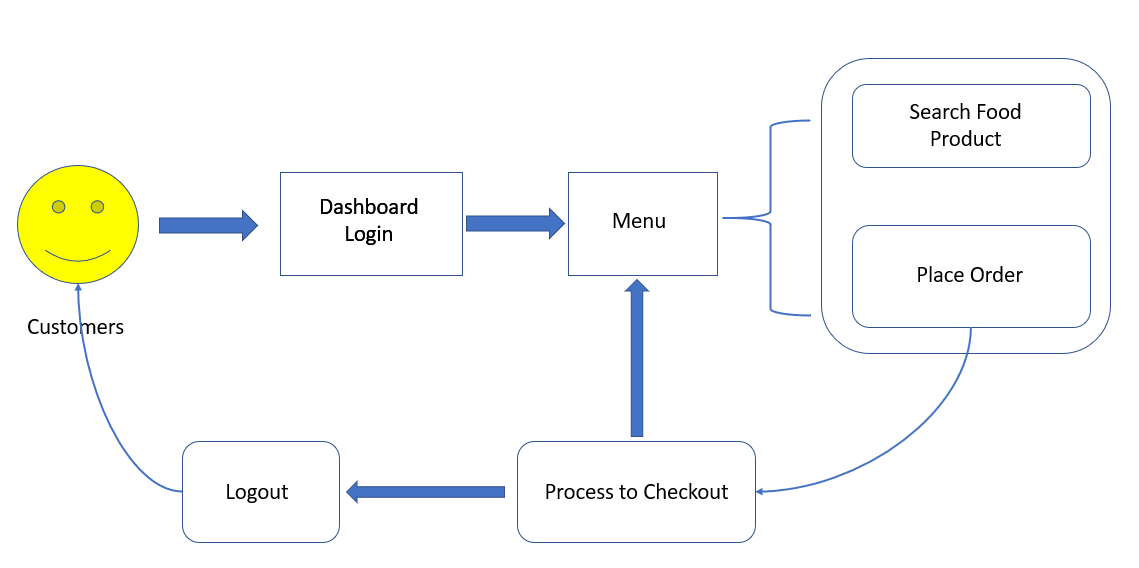 Search Food
Product
Dashboard
Login
Menu
Place Order
Customers
Logout
Process to Checkout